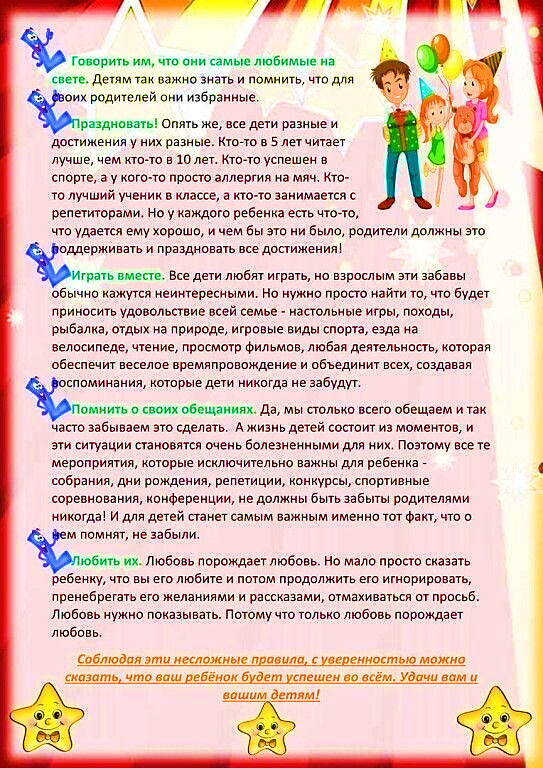 Говорить им, что они самые любимые на
свете. Детям так важно знать и помнить, что для
своих родителей они избранные.
Праздновать! Опять же, все дети разные и
достижения у них разные. Кто-то в 5 лет читает
лучше, чем кто-то в 10 лет. Кто-то успешен в
спорте, а у кого-то просто аллергия на мяч. Кто-
то лучший ученик в классе, а кто-то занимается с
репетиторами. Но у каждого ребенка есть что-то,
что удается ему хорошо, и чем бы это ни было, родители должны это
поддерживать и праздновать все достижения!
Играть вместе. Все дети любят играть, но взрослым эти забавы
обычно кажутся неинтересными. Но нужно просто найти то, что будет
приносить удовольствие всей семье - настольные игры, походы,
рыбалка, отдых на природе, игровые виды спорта, езда на
велосипеде, чтение, просмотр фильмов, любая деятельность, которая
обеспечит веселое времяпровождение и объединит всех, создавая
воспоминания, которые дети никогда не забудут.
Помнить о своих обещаниях. Да, мы столько всего обещаем и так
часто забываем это сделать. А жизнь детей состоит из моментов, и
эти ситуации становятся очень болезненными для них. Поэтому все те
мероприятия, которые исключительно важны для ребенка -
собрания, дни рождения, репетиции, конкурсы, спортивные
соревнования, конференции, не должны быть забыты родителями
никогда! И для детей станет самым важным именно тот факт, что о
нем помнят, не забыли.
Любить их. Любовь порождает любовь. Но мало просто сказать
ребенку, что вы его любите и потом продолжить его игнорировать,
пренебрегать его желаниями и рассказами, отмахиваться от просьб.
Любовь нужно показывать. Потому что только любовь порождает
любовь.
Соблюдая эти несложные правила, с уверенностью можно
сказать, что ваш ребёнок будет успешен во всём. Удачи вам и
вашим детям!